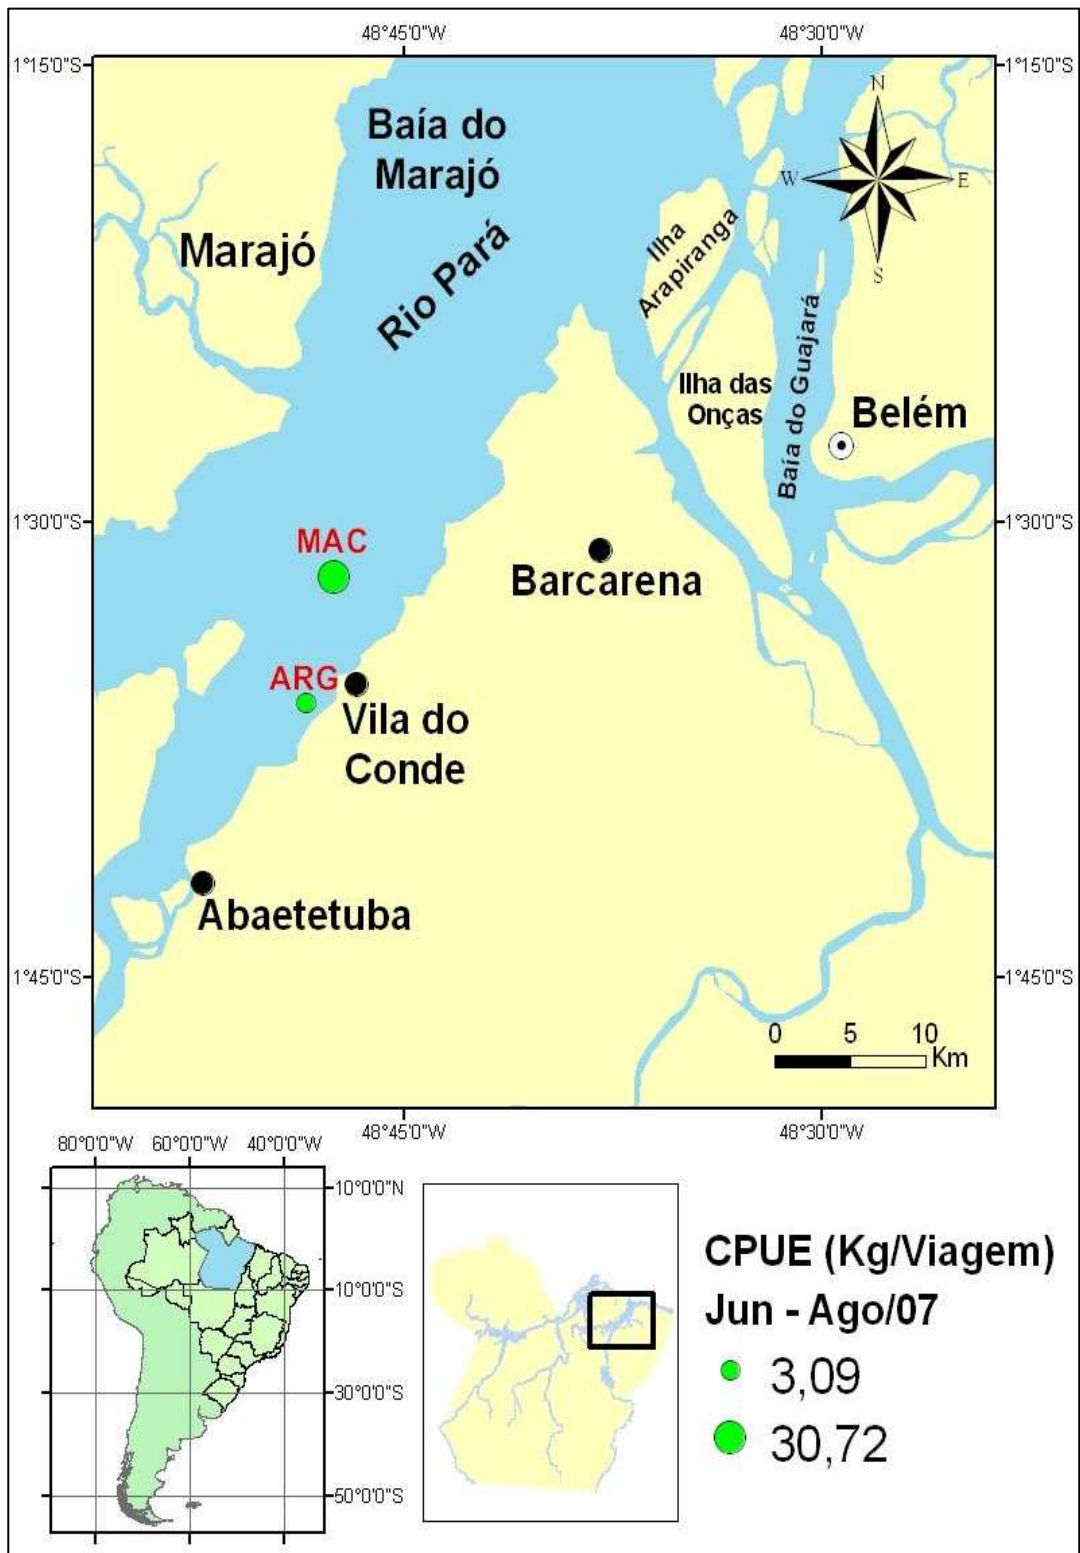 48°45'0"W 48°30'0"W
1°15'0"S 1°15'0"S
N
Baía do
Marajó
W E
Marajó
Rio Pará
Ilha
Arapiranga
S
Baía do Guajará
Ilha das
Onças
Belém
1°30'0"S 1°30'0"S
MAC
Barcarena
ARG
Vila do
Conde
Abaetetuba
1°45'0"S 1°45'0"S
0 5 10
Km
48°45'0"W 48°30'0"W
80°0'0"W 60°0'0"W 40°0'0"W
10°0'0"N
10°0'0"S
30°0'0"S
50°0'0"S
CPUE (Kg/Viagem)
Jun - Ago/07
3,09
30,72